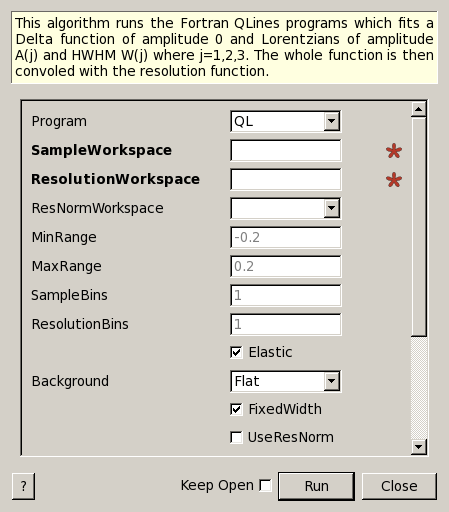 This algorithm runs the Fortran QLines programs which fits a
Delta function of amplitude 0 and Lorentzians of amplitude
A(j) and HWHM W(j) where j=1,2,3. The whole function is then
convoled with the resolution function.
Program QL
SampleWorkspace *
ResolutionWorkspace *
ResNormWorkspace
MinRange -0.2
MaxRange 0.2
SampleBins 1
ResolutionBins 1
Elastic
Background Flat
FixedWidth
UseResNorm
? Keep Open Run Close